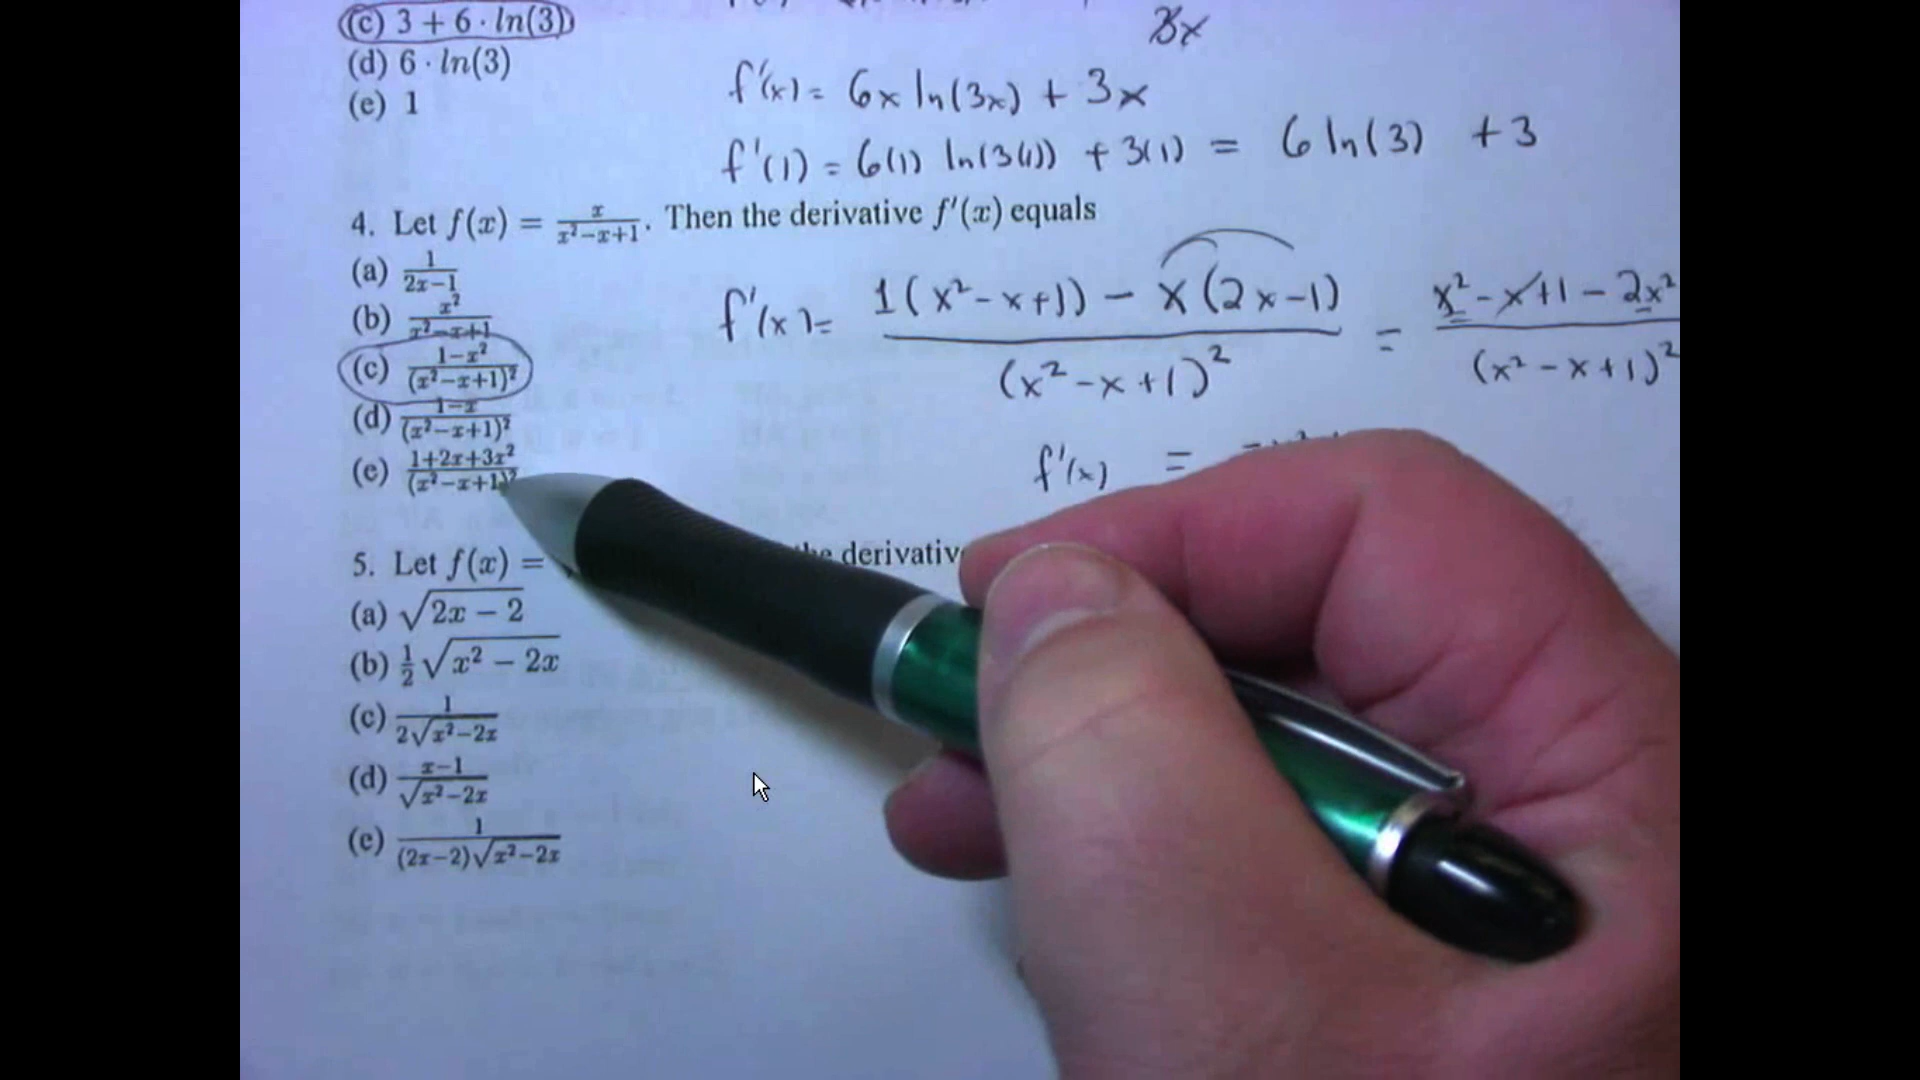 (c) 3 + 6 · ln(3)
(d) 6 · ln(3)
(e) 1
3x
f'(x) = 6x ln(3x) + 3x
f'(1) = 6(1) ln(3(1)) + 3(1) = 6 ln(3) + 3
4. Let f(x) = x/(x²−x+1). Then the derivative f'(x) equals
(a) 1/(2x−1)
(b) x²/(x²−x+1)
(c) (1−x²)/(x²−x+1)²
(d) (1−x)/(x²−x+1)²
(e) (1+2x+3x²)/(x²−x+1)²
f'(x) = (1(x²−x+1) − x(2x−1))/(x²−x+1)² = (x²−x+1−2x²)/(x²−x+1)²
f'(x) =
5. Let f(x) = the derivative
(a) √(2x − 2)
(b) 1/2 √(x² − 2x)
(c) 1/(2√(x²−2x))
(d) (x−1)/√(x²−2x)
(e) 1/((2x−2)√(x²−2x))